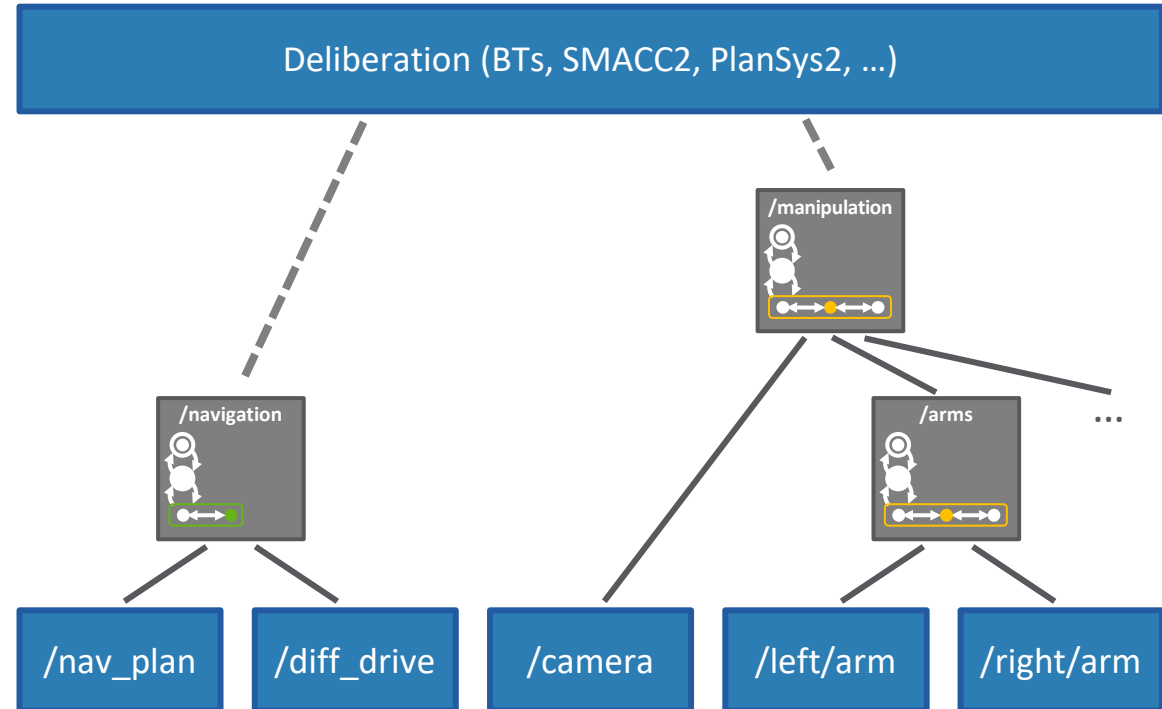 Deliberation (BTs, SMACC2, PlanSys2, …)
/manipulation
/navigation
/arms
...
/nav_plan
/diff_drive
/camera
/left/arm
/right/arm